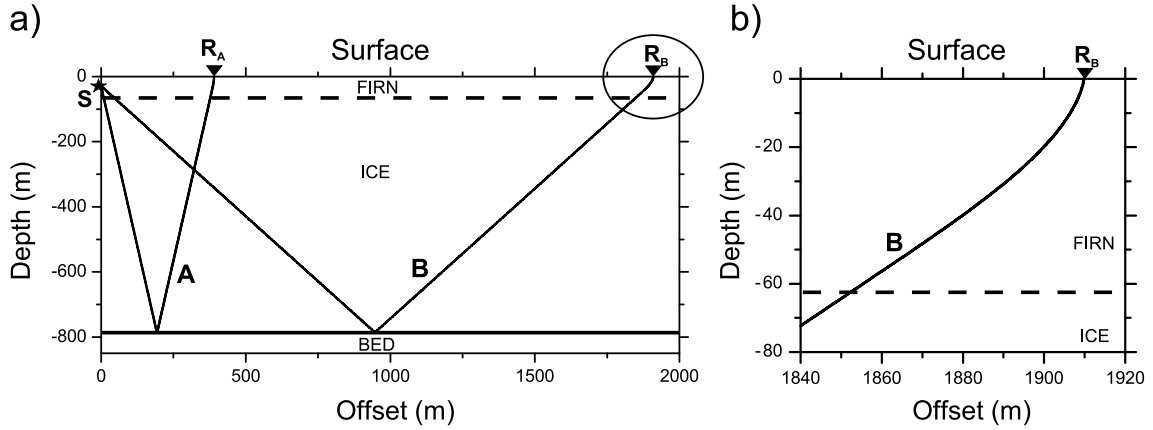 a)
Surface
R_A
R_B
0
-200
-400
-600
-800
Depth (m)
S
FIRN
ICE
A
B
BED
0
500
1000
1500
2000
Offset (m)
b)
Surface
R_B
0
-20
-40
-60
-80
Depth (m)
B
FIRN
ICE
1840
1860
1880
1900
1920
Offset (m)